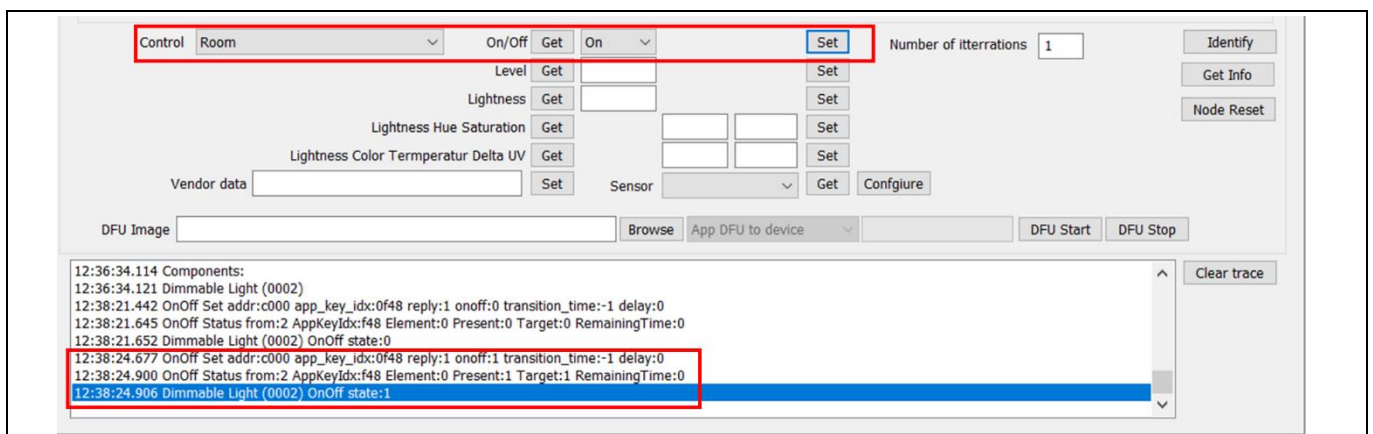 Control Room On/Off Get On Set Number of itterrations 1 Identify
Level Get Set Get Info
Lightness Get Set
Node Reset
Lightness Hue Saturation Get Set
Lightness Color Termperatur Delta UV Get Set
Vendor data Set Sensor Get Confgiure
DFU Image Browse App DFU to device DFU Start DFU Stop
12:36:34.114 Components: Clear trace
12:36:34.121 Dimmable Light (0002)
12:38:21.442 OnOff Set addr:c000 app_key_idx:0f48 reply:1 onoff:0 transition_time:-1 delay:0
12:38:21.645 OnOff Status from:2 AppKeyIdx:f48 Element:0 Present:0 Target:0 RemainingTime:0
12:38:21.652 Dimmable Light (0002) OnOff state:0
12:38:24.677 OnOff Set addr:c000 app_key_idx:0f48 reply:1 onoff:1 transition_time:-1 delay:0
12:38:24.900 OnOff Status from:2 AppKeyIdx:f48 Element:0 Present:1 Target:1 RemainingTime:0
12:38:24.906 Dimmable Light (0002) OnOff state:1